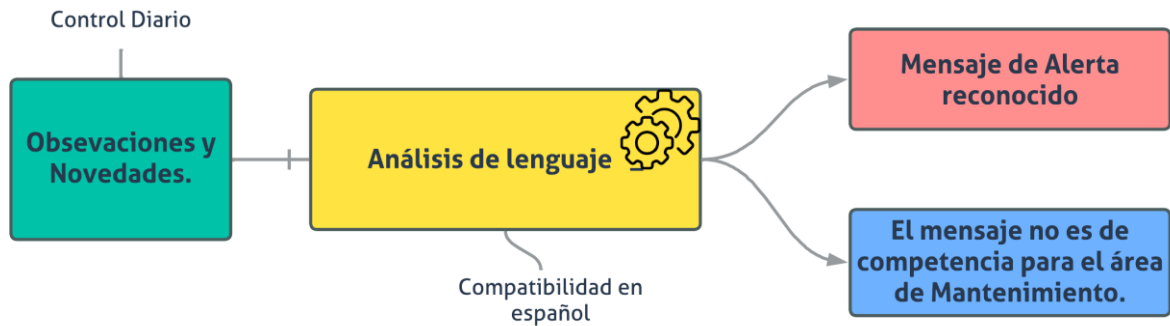 Control Diario
Obsevaciones y
Novedades.
Análisis de lenguaje
Compatibilidad en
español
Mensaje de Alerta
reconocido
El mensaje no es de
competencia para el área
de Mantenimiento.